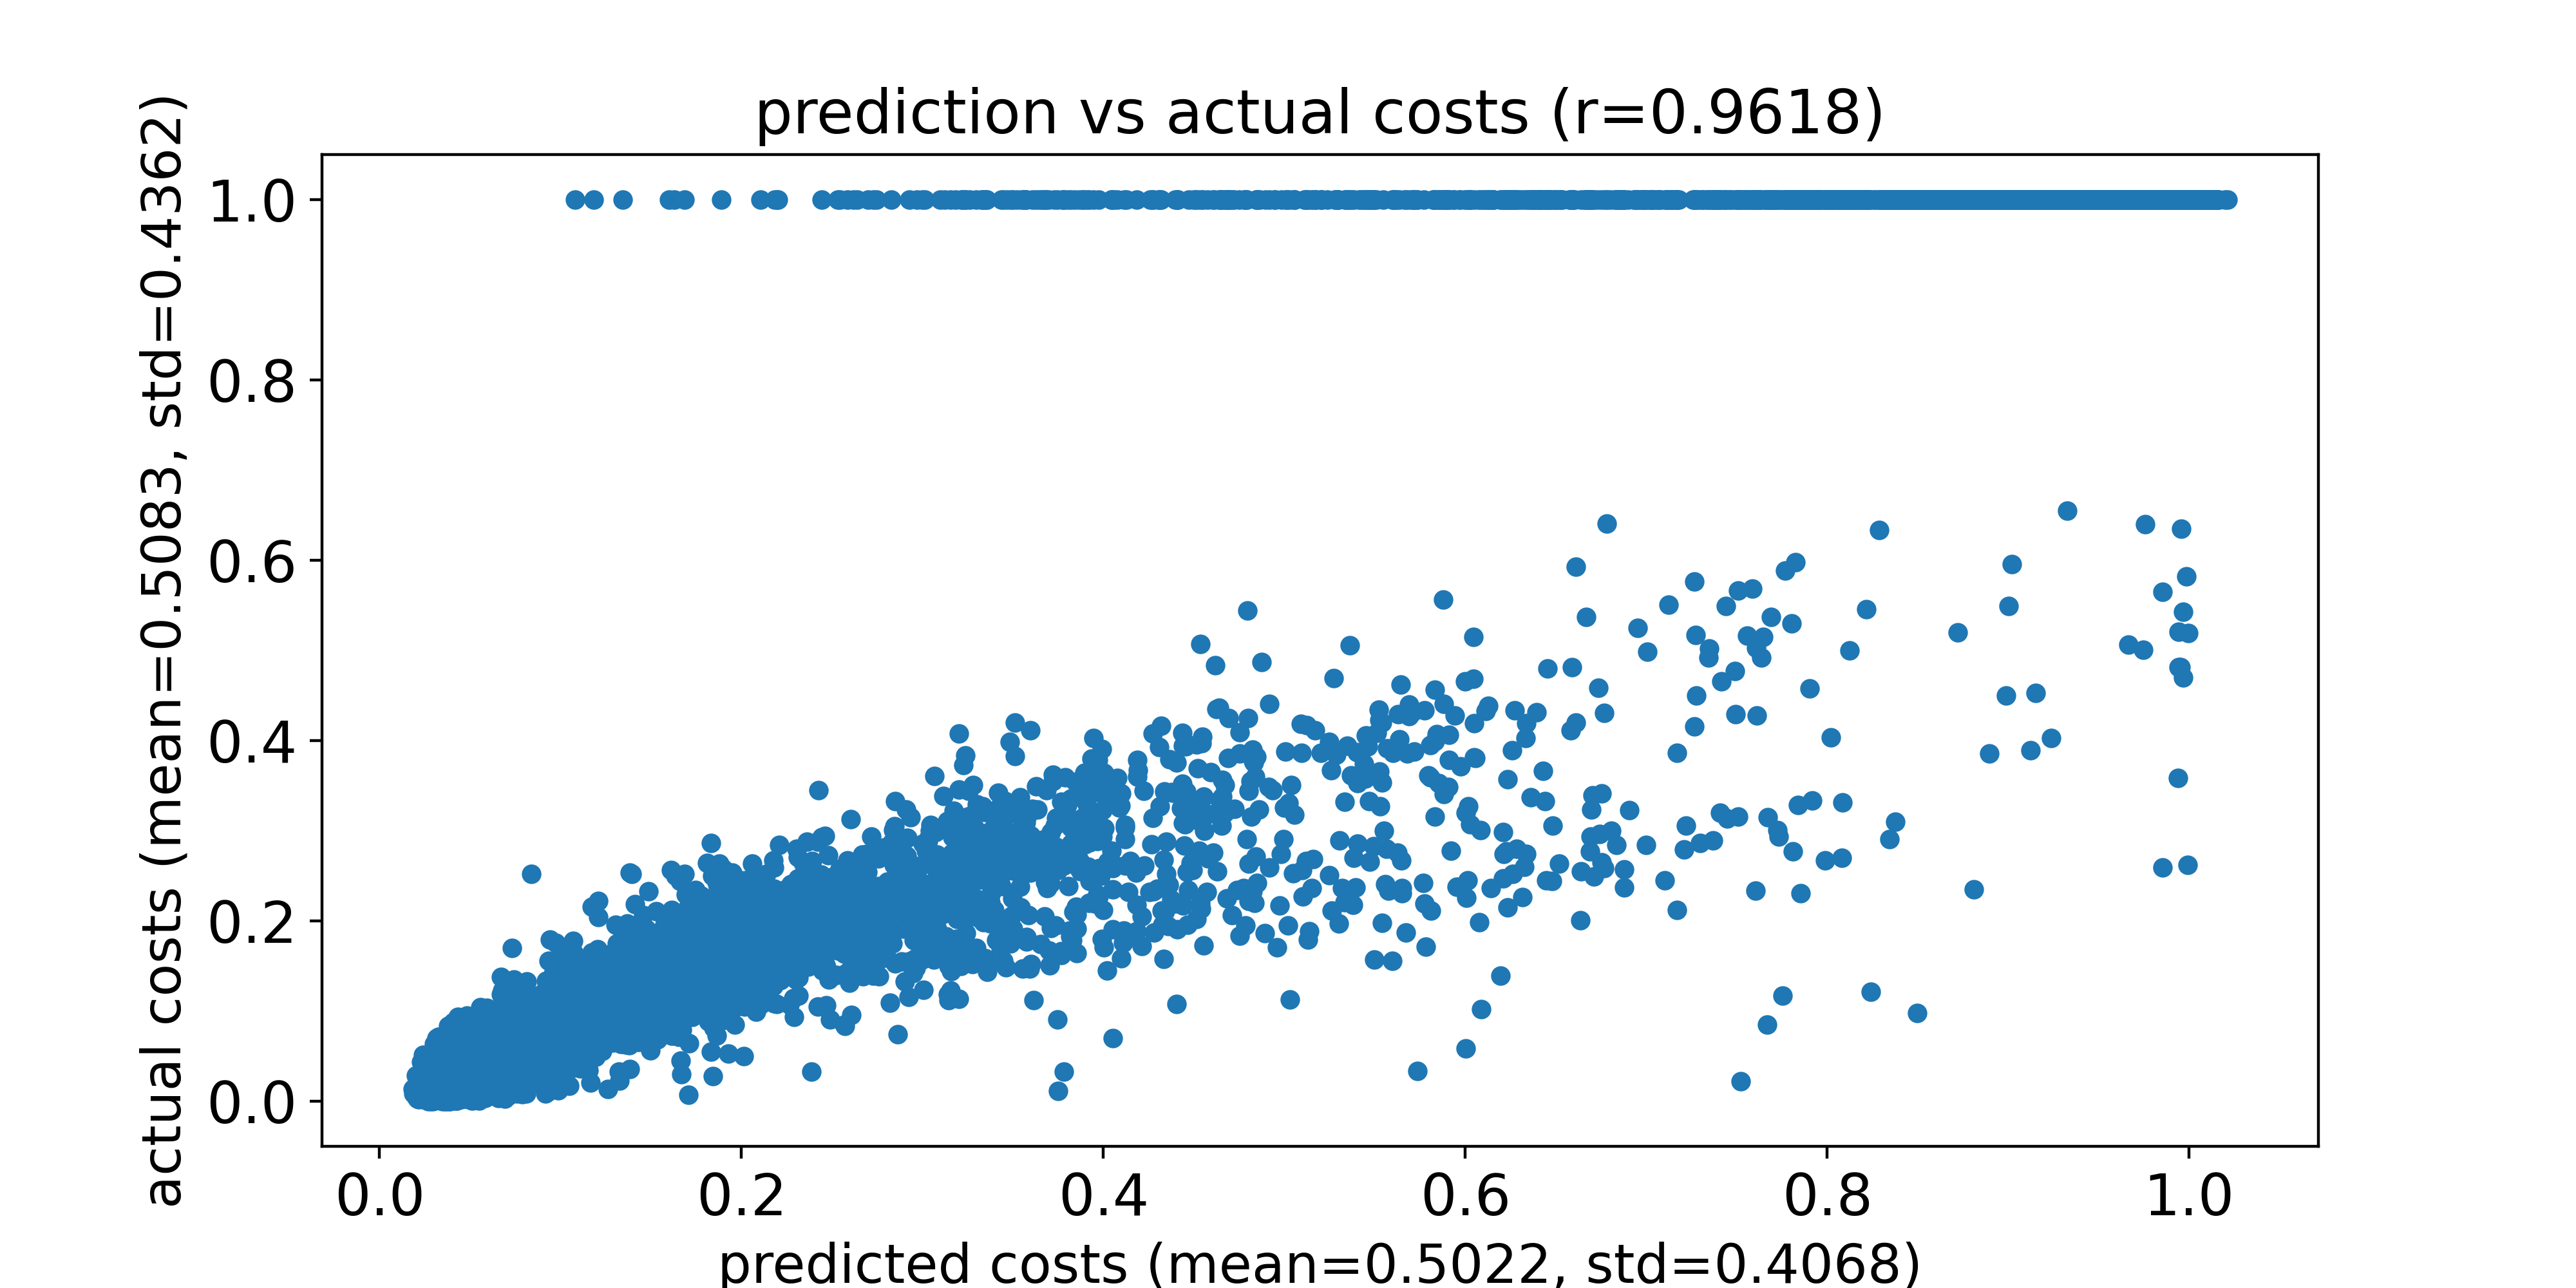 prediction vs actual costs (r=0.9618)
actual costs (mean=0.5083, std=0.4362)
1.0
0.8
0.6
0.4
0.2
0.0
0.0 0.2 0.4 0.6 0.8 1.0
predicted costs (mean=0.5022, std=0.4068)